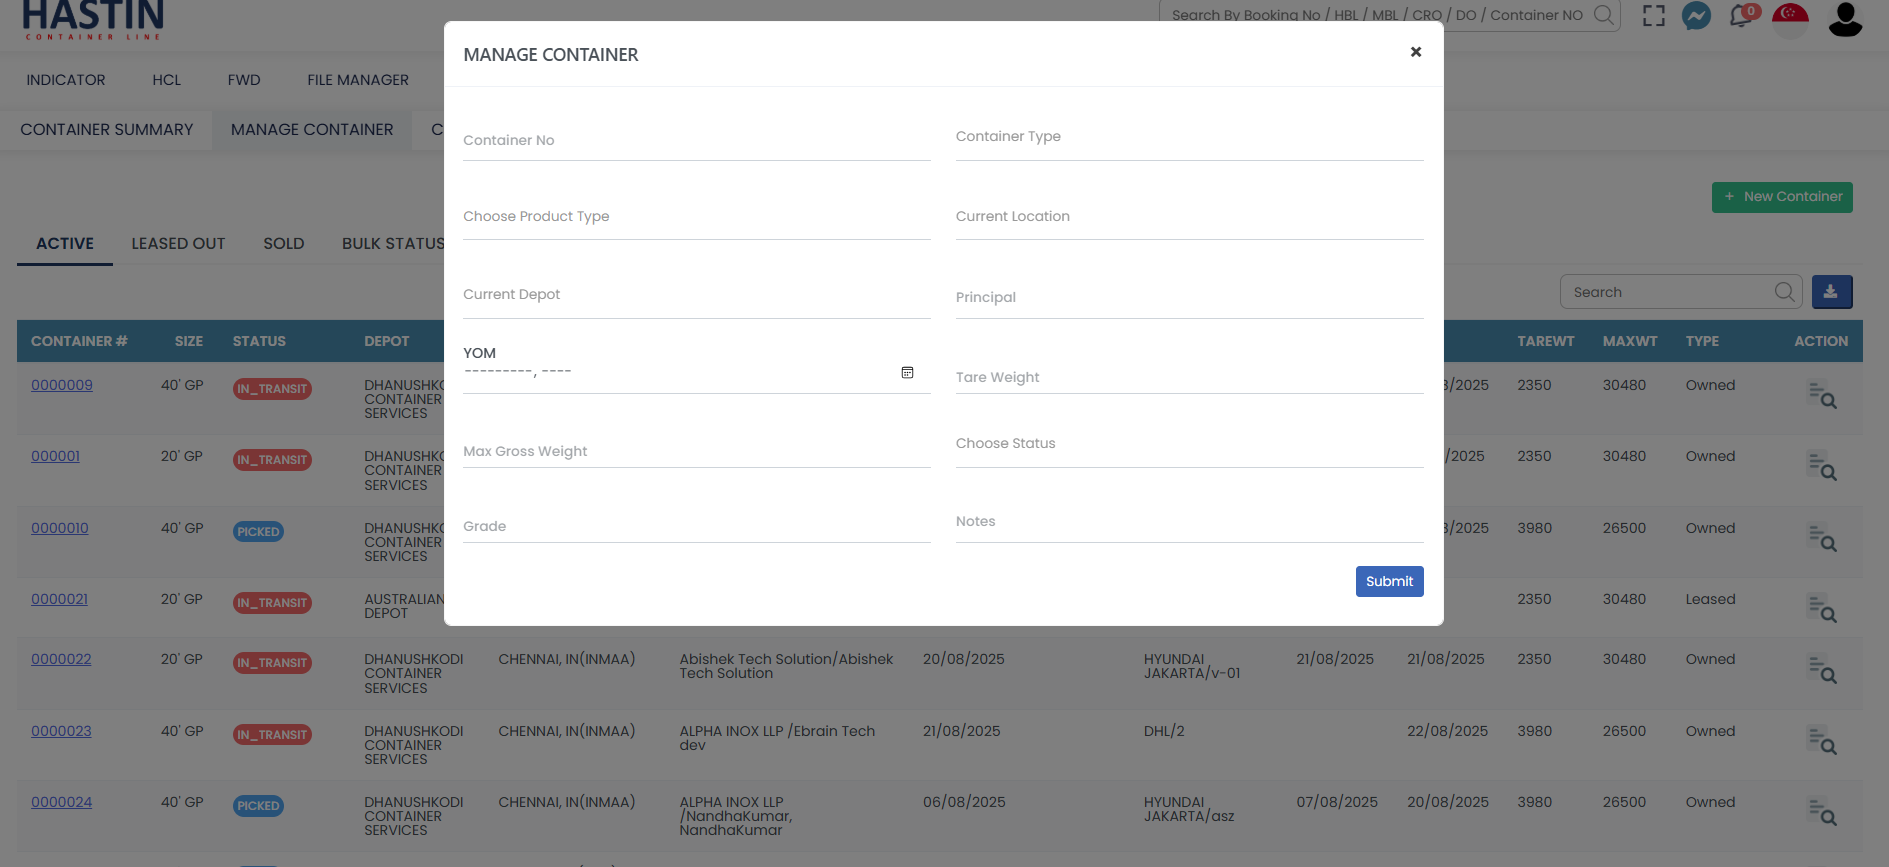 HASTIN
CONTAINER LINE
Search By Booking No / HBL / MBL / CRO / DO / Container NO
0
INDICATOR
HCL
FWD
FILE MANAGER
CONTAINER SUMMARY
MANAGE CONTAINER
C
+ New Container
ACTIVE
LEASED OUT
SOLD
BULK STATUS
Search
MANAGE CONTAINER
×
Container No
Container Type
Choose Product Type
Current Location
Current Depot
Principal
YOM
---------, ----
Tare Weight
Max Gross Weight
Choose Status
Grade
Notes
Submit
CONTAINER # SIZE STATUS DEPOT TAREWT MAXWT TYPE ACTION
0000009 40' GP IN_TRANSIT DHANUSHKO 3/2025 2350 30480 Owned
CONTAINER
SERVICES
000001 20' GP IN_TRANSIT DHANUSHKO /2025 2350 30480 Owned
CONTAINER
SERVICES
0000010 40' GP PICKED DHANUSHKO 3/2025 3980 26500 Owned
CONTAINER
SERVICES
0000021 20' GP IN_TRANSIT AUSTRALIAN 2350 30480 Leased
DEPOT
0000022 20' GP IN_TRANSIT DHANUSHKODI CHENNAI, IN(INMAA) Abishek Tech Solution/Abishek 20/08/2025 HYUNDAI 21/08/2025 21/08/2025 2350 30480 Owned
CONTAINER Tech Solution JAKARTA/v-01
SERVICES
0000023 40' GP IN_TRANSIT DHANUSHKODI CHENNAI, IN(INMAA) ALPHA INOX LLP /Ebrain Tech 21/08/2025 DHL/2 22/08/2025 3980 26500 Owned
CONTAINER dev
SERVICES
0000024 40' GP PICKED DHANUSHKODI CHENNAI, IN(INMAA) ALPHA INOX LLP 06/08/2025 HYUNDAI 07/08/2025 20/08/2025 3980 26500 Owned
CONTAINER /NandhaKumar, JAKARTA/asz
SERVICES NandhaKumar